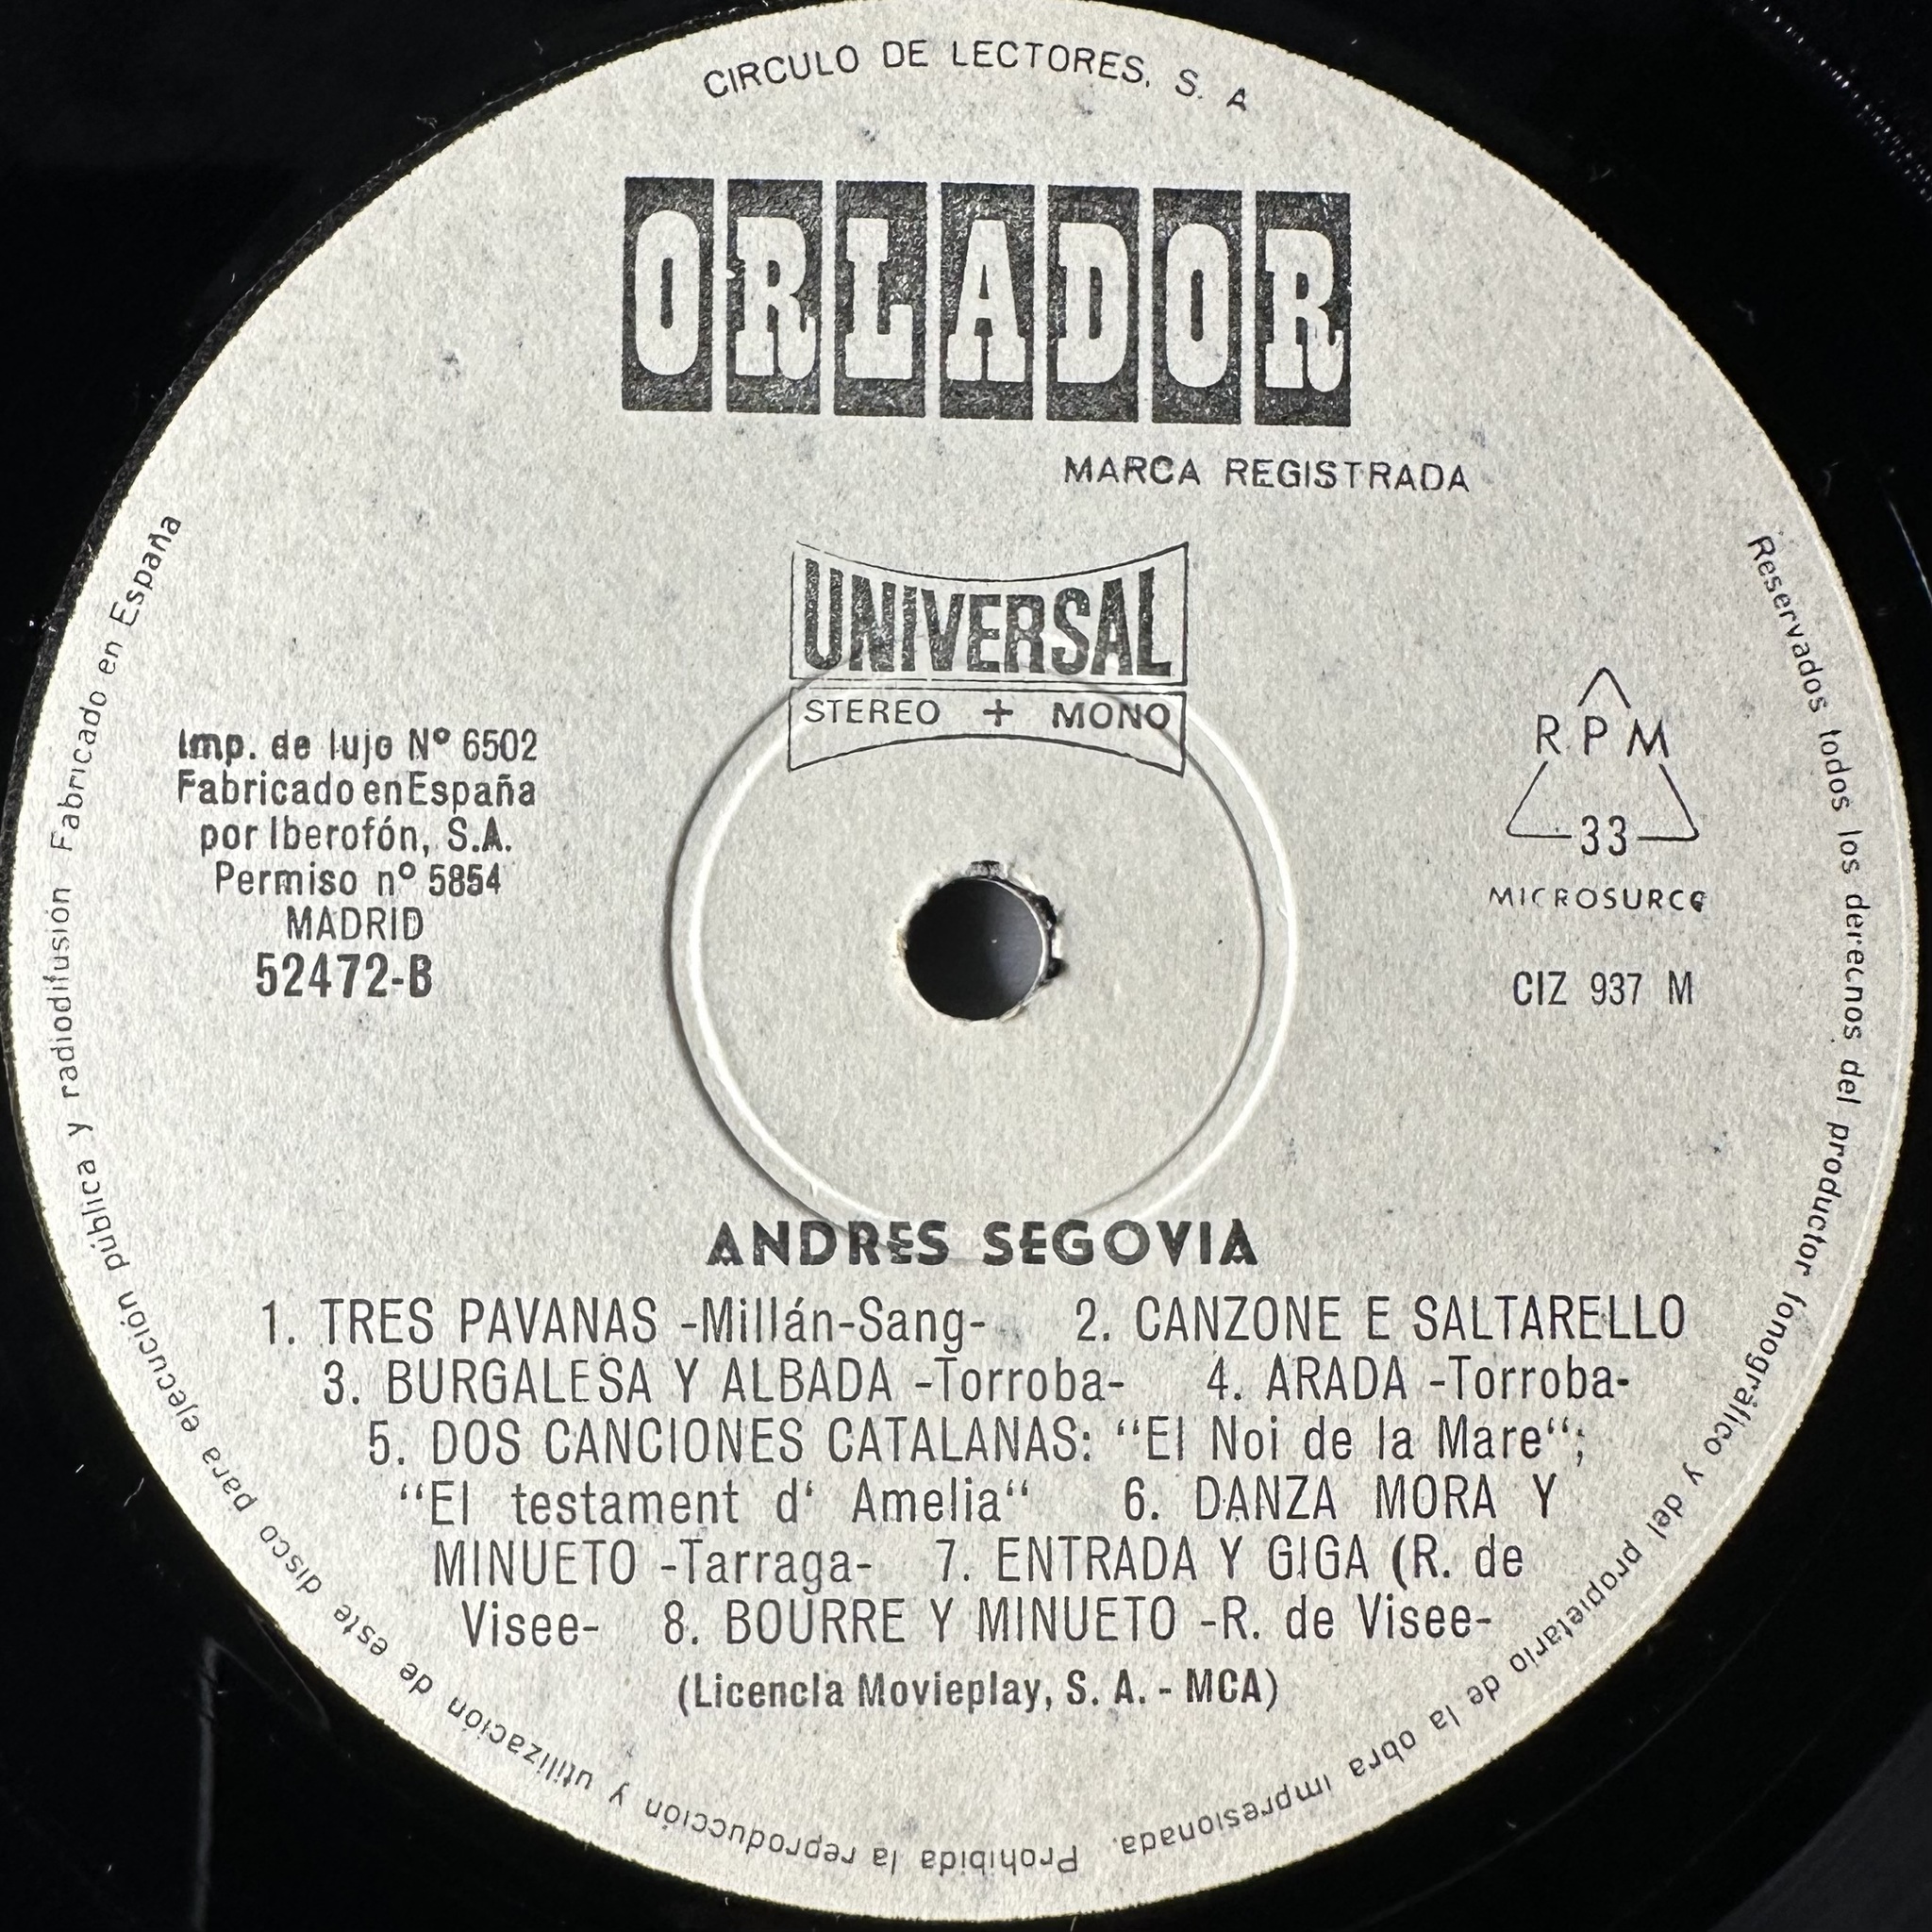 CIRCULO DE LECTORES, S. A
ORLADOR
MARCA REGISTRADA
UNIVERSAL
STEREO + MONO
Imp. de lujo Nº 6502
Fabricado en España
por Iberofón, S.A.
Permiso nº 5854
MADRID
52472-B
RPM
33
MICROSURCO
CIZ 937 M
ANDRES SEGOVIA
1. TRES PAVANAS -Millán-Sang- 2. CANZONE E SALTARELLO
3. BURGALESA Y ALBADA -Torroba- 4. ARADA -Torroba-
5. DOS CANCIONES CATALANAS: “El Noi de la Mare“;
“El testament d‘ Amelia“ 6. DANZA MORA Y
MINUETO -Tarraga- 7. ENTRADA Y GIGA (R. de
Visee- 8. BOURRE Y MINUETO -R. de Visee-
(Licencla Movieplay, S. A. - MCA)
Reservados todos los derechos del productor fonográfico y del propietario de la obra impresionada. Prohibida la reproducción y utilización de este disco para ejecución pública y radiodifusión Fabricado en España